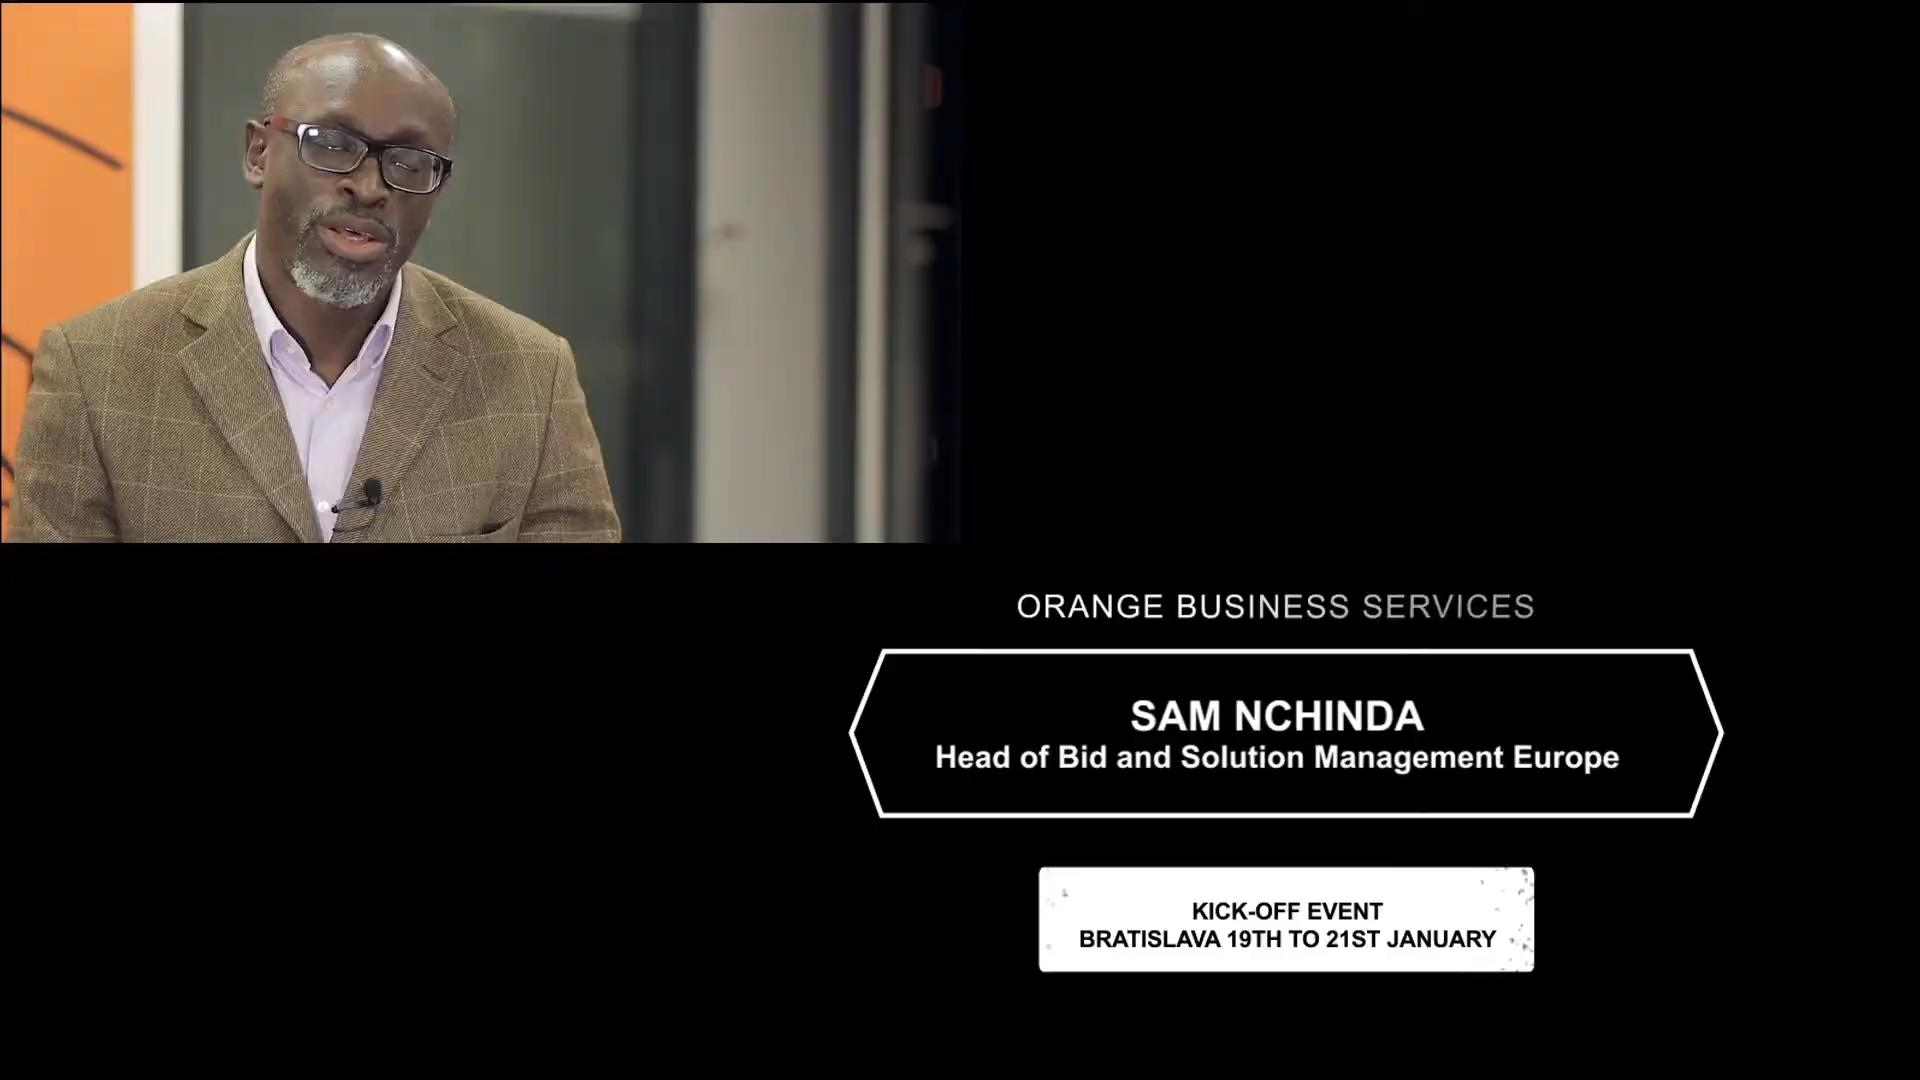 ORANGE BUSINESS SERVICES
SAM NCHINDA
Head of Bid and Solution Management Europe
KICK-OFF EVENT
BRATISLAVA 19TH TO 21ST JANUARY